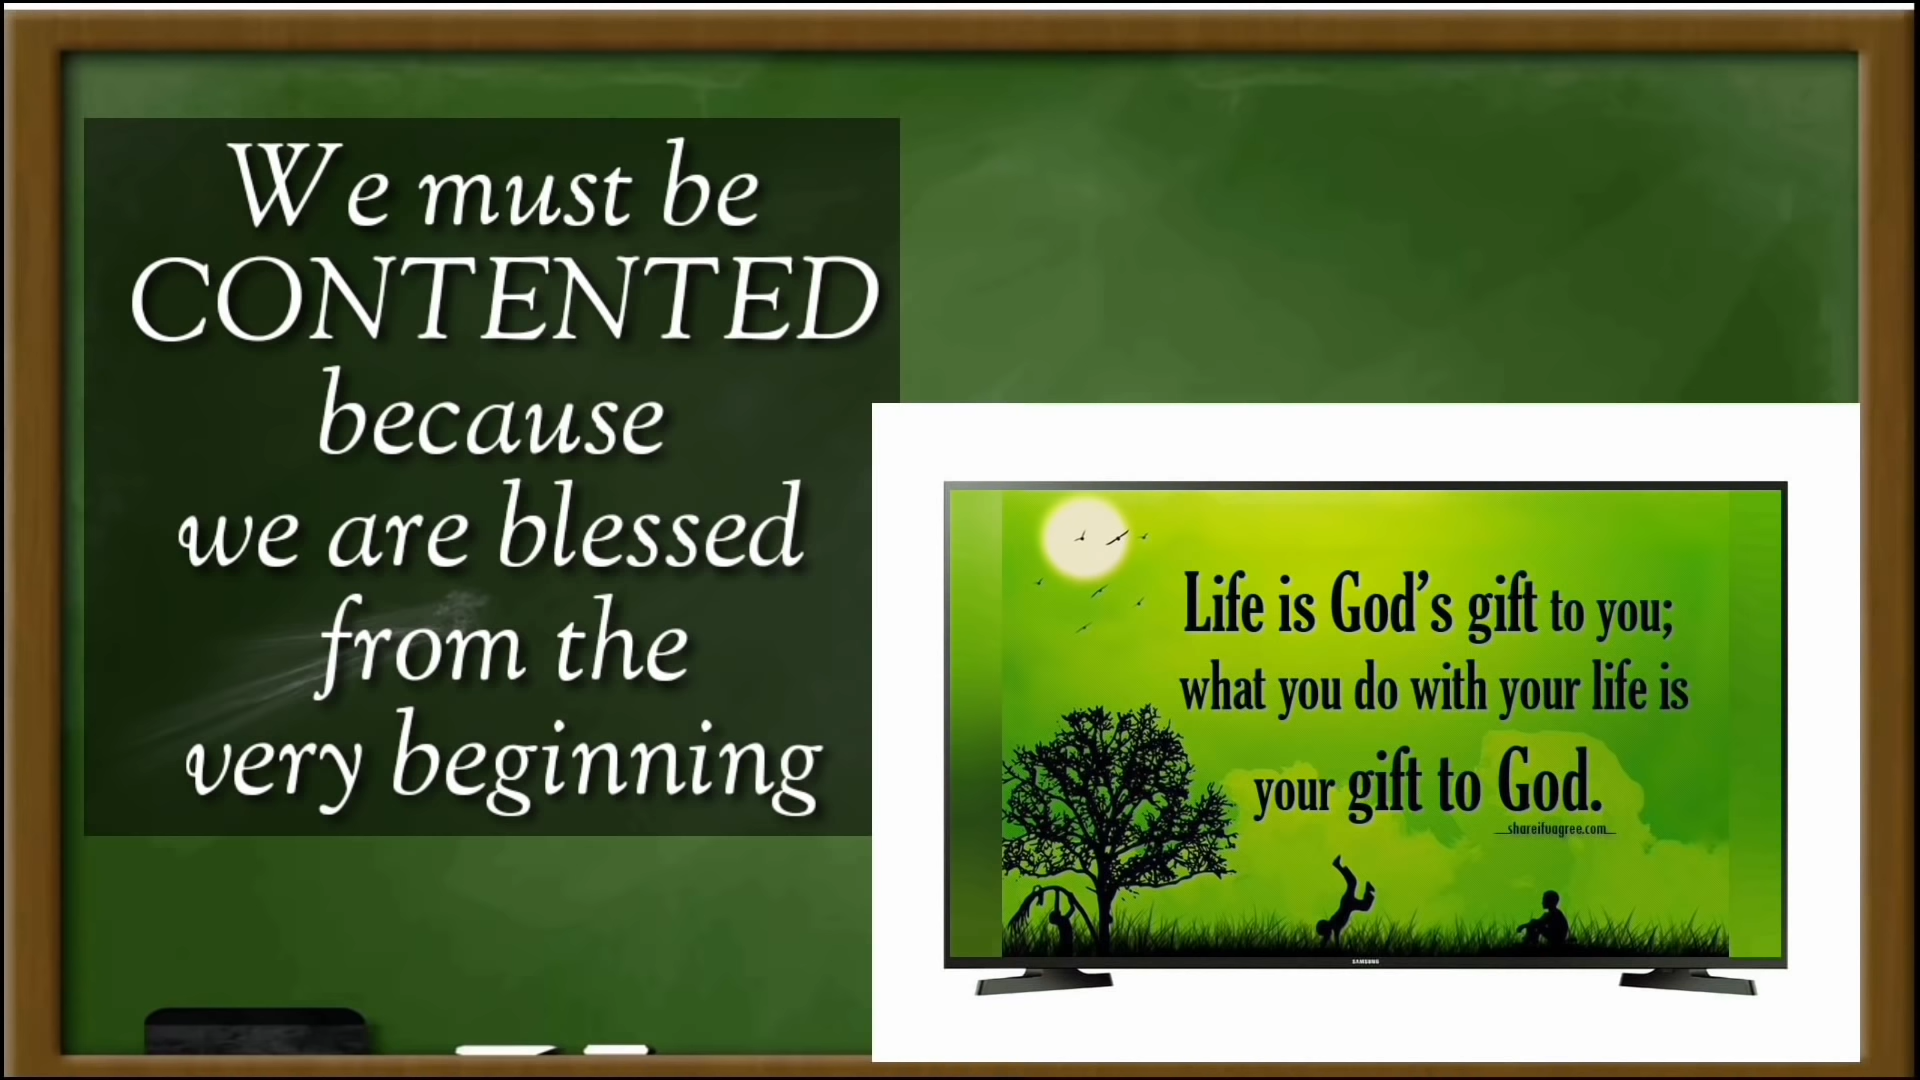 We must be
CONTENTED
because
we are blessed
from the
very beginning
Life is God's gift to you;
what you do with your life is
your gift to God.
shareifuagree.com
SAMSUNG